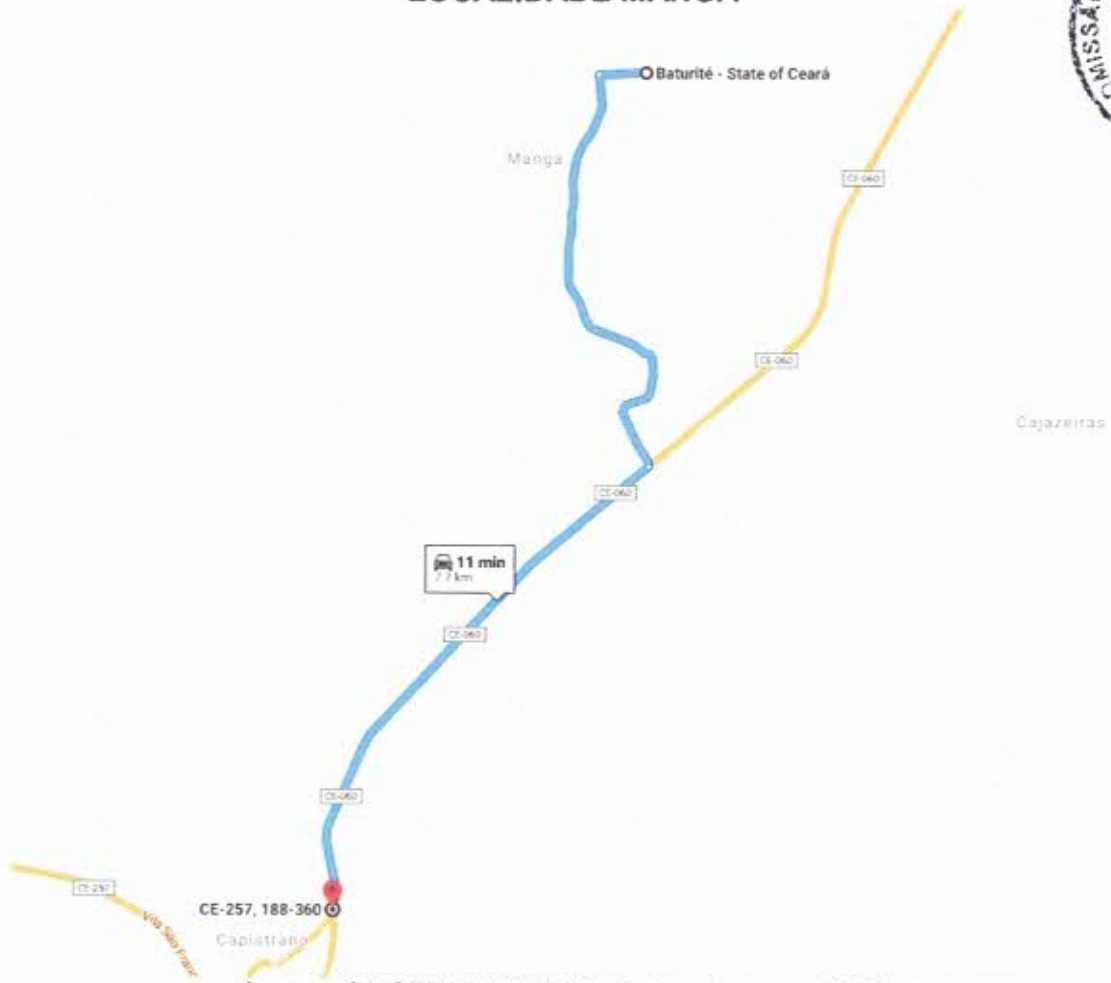 Baturité - State of Ceará
Manga
CE-060
CE-060
Cajazeiras
CE-060
11 min
7.7 km
CE-060
CE-060
CE-257
CE-257, 188-360
Capistrano